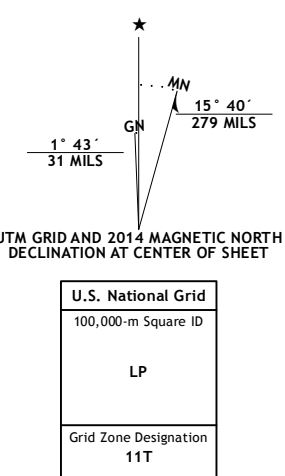 ★
MN
GN
15° 40´
279 MILS
1° 43´
31 MILS
UTM GRID AND 2014 MAGNETIC NORTH
DECLINATION AT CENTER OF SHEET
U.S. National Grid
100,000-m Square ID
LP
Grid Zone Designation
11T